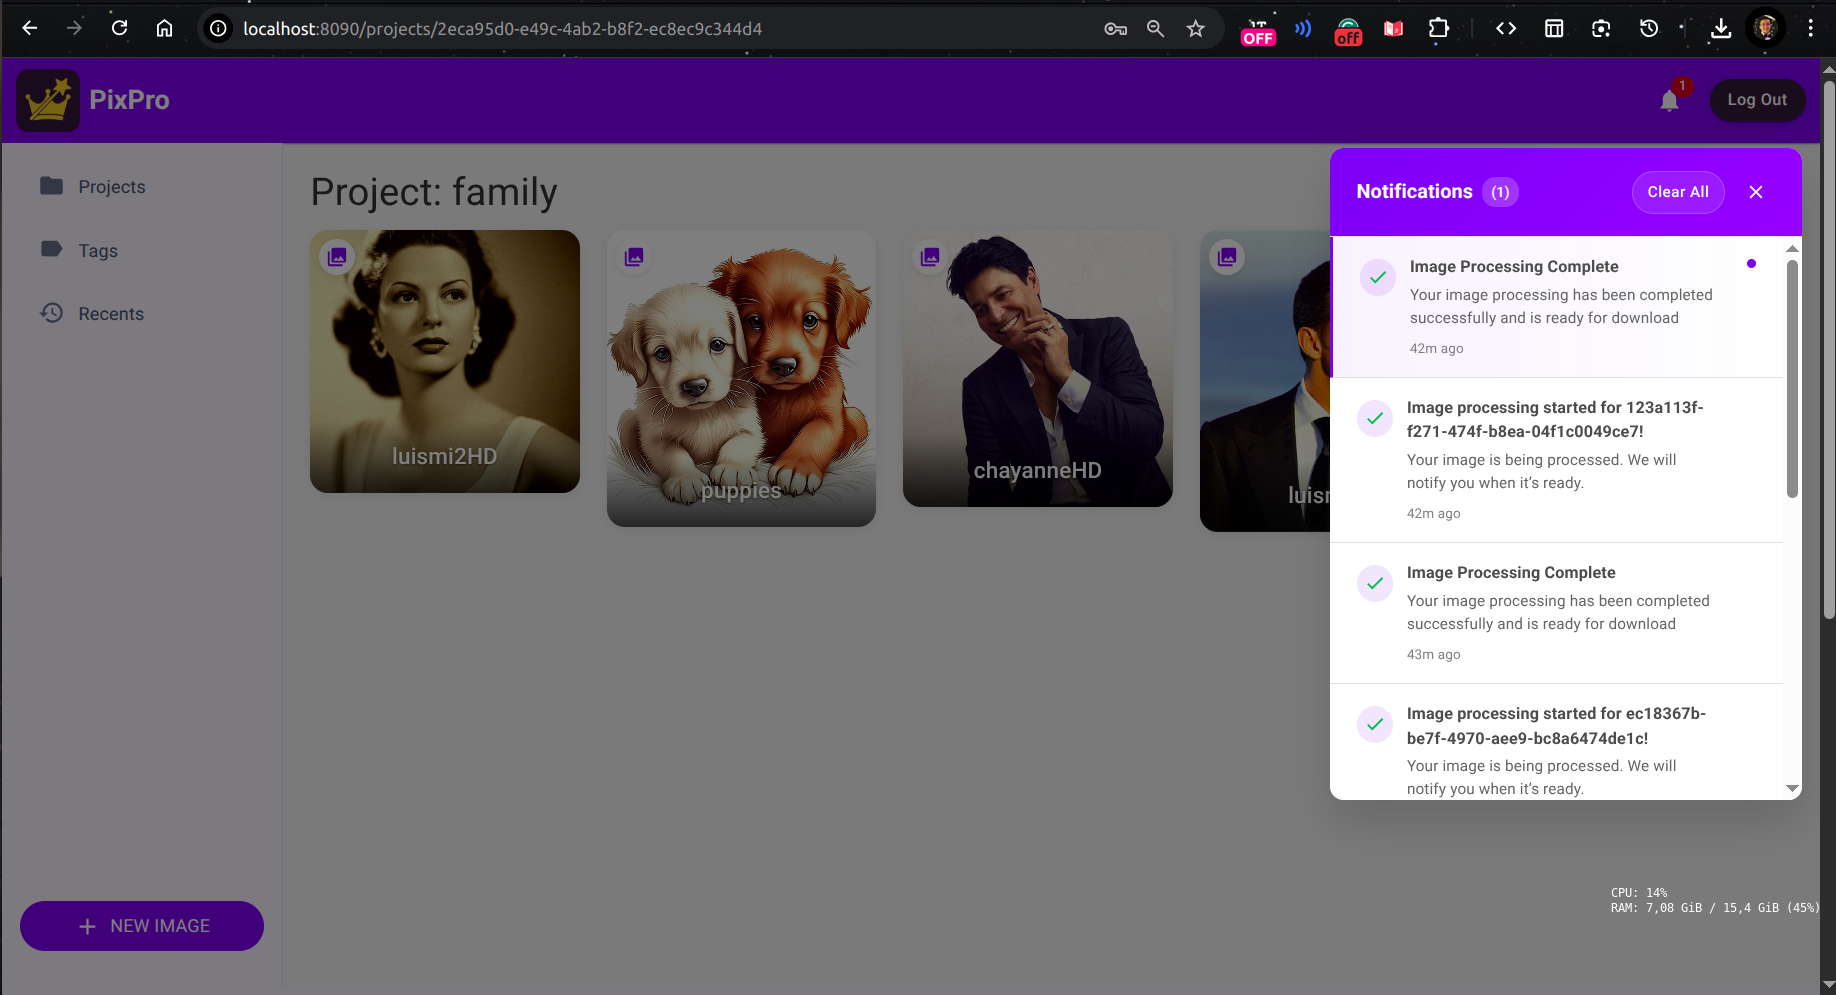 localhost:8090/projects/2eca95d0-e49c-4ab2-b8f2-ec8ec9c344d4
OFF
off
PixPro
1
Log Out
Projects
Tags
Recents
NEW IMAGE
Project: family
luismi2HD
puppies
chayanneHD
Notifications (1)
Clear All
Image Processing Complete
Your image processing has been completed
successfully and is ready for download
42m ago
Image processing started for 123a113f-
f271-474f-b8ea-04f1c0049ce7!
Your image is being processed. We will
notify you when it’s ready.
42m ago
Image Processing Complete
Your image processing has been completed
successfully and is ready for download
43m ago
Image processing started for ec18367b-
be7f-4970-aee9-bc8a6474de1c!
Your image is being processed. We will
notify you when it’s ready.
CPU: 14%
RAM: 7,08 GiB / 15,4 GiB (45%)